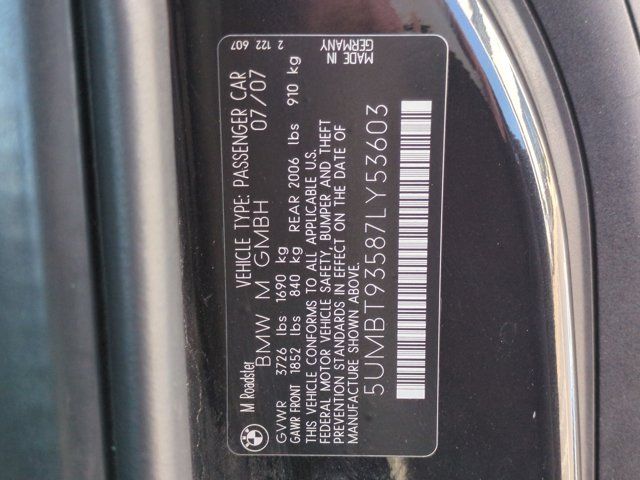 M Roadster VEHICLE TYPE: PASSENGER CAR
BMW M GMBH 07/07
GVWR 3726 lbs 1690 kg
GAWR FRONT 1852 lbs 840 kg REAR 2006 lbs 910 kg
THIS VEHICLE CONFORMS TO ALL APPLICABLE U.S.
FEDERAL MOTOR VEHICLE SAFETY, BUMPER AND THEFT
PREVENTION STANDARDS IN EFFECT ON THE DATE OF
MANUFACTURE SHOWN ABOVE.
MADE IN
GERMANY
5UMBT93587LY53603
2 122 607